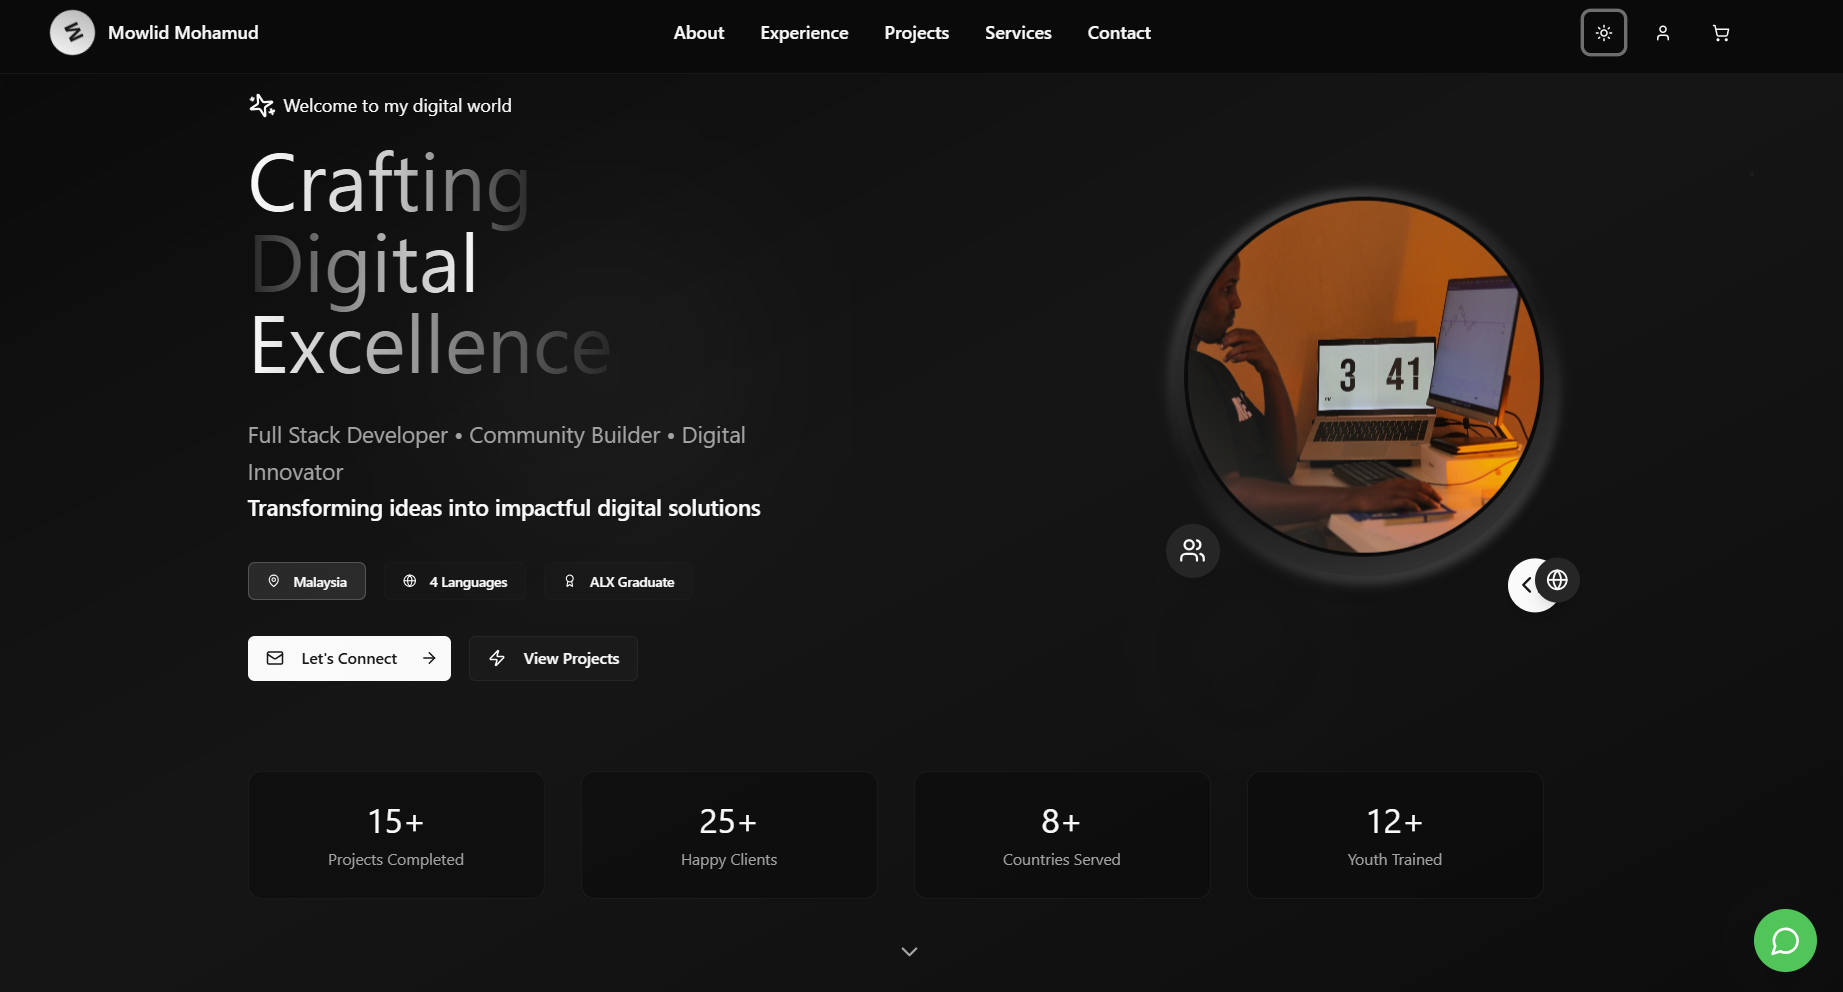 Mowlid Mohamud
About
Experience
Projects
Services
Contact
Welcome to my digital world
Crafting
Digital
Excellence
3 41
Full Stack Developer • Community Builder • Digital
Innovator
Transforming ideas into impactful digital solutions
Malaysia
4 Languages
ALX Graduate
Let's Connect
View Projects
15+
Projects Completed
25+
Happy Clients
8+
Countries Served
12+
Youth Trained